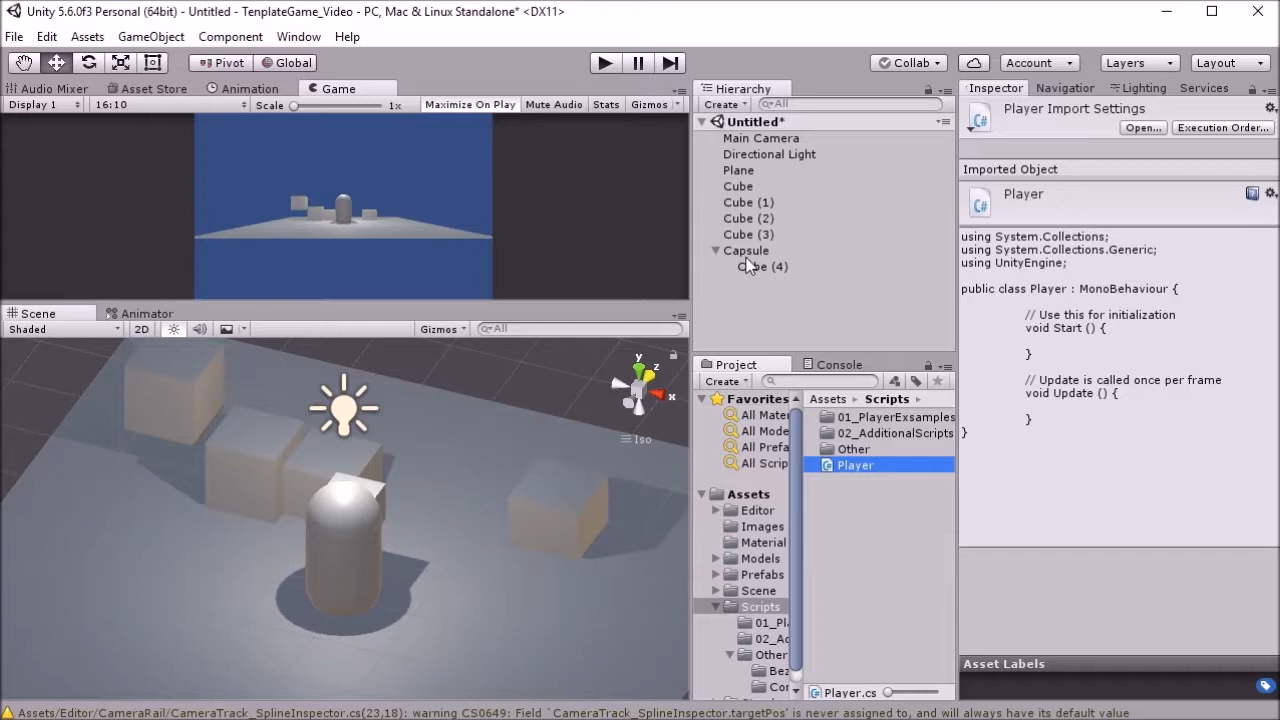 Unity 5.6.0f3 Personal (64bit) - Untitled - TenplateGame_Video - PC, Mac & Linux Standalone* <DX11>
File Edit Assets GameObject Component Window Help
Pivot Global Collab Account Layers Layout
Audio Mixer Asset Store Animation Game
Display 1 16:10 Scale 1x Maximize On Play Mute Audio Stats Gizmos
Scene Animator
Shaded 2D Gizmos All
y
z
x
Iso
Hierarchy
Create All
Untitled*
Main Camera
Directional Light
Plane
Cube
Cube (1)
Cube (2)
Cube (3)
Capsule
Cube (4)
Project Console
Create
Favorites
All Mater
All Mode
All Prefa
All Scrip
Assets
Editor
Images
Material
Models
Prefabs
Scene
Scripts
01_Pl
02_Ac
Other
Bez
Cor
Assets Scripts
01_PlayerExsamples
02_AdditionalScripts
Other
Player
Player.cs
Inspector Navigation Lighting Services
Player Import Settings
Open... Execution Order...
Imported Object
Player
using System.Collections;
using System.Collections.Generic;
using UnityEngine;
public class Player : MonoBehaviour {
// Use this for initialization
void Start () {
}
// Update is called once per frame
void Update () {
}
}
Asset Labels
Assets/Editor/CameraRail/CameraTrack_SplineInspector.cs(23,18): warning CS0649: Field `CameraTrack_SplineInspector.targetPos' is never assigned to, and will always have its default value